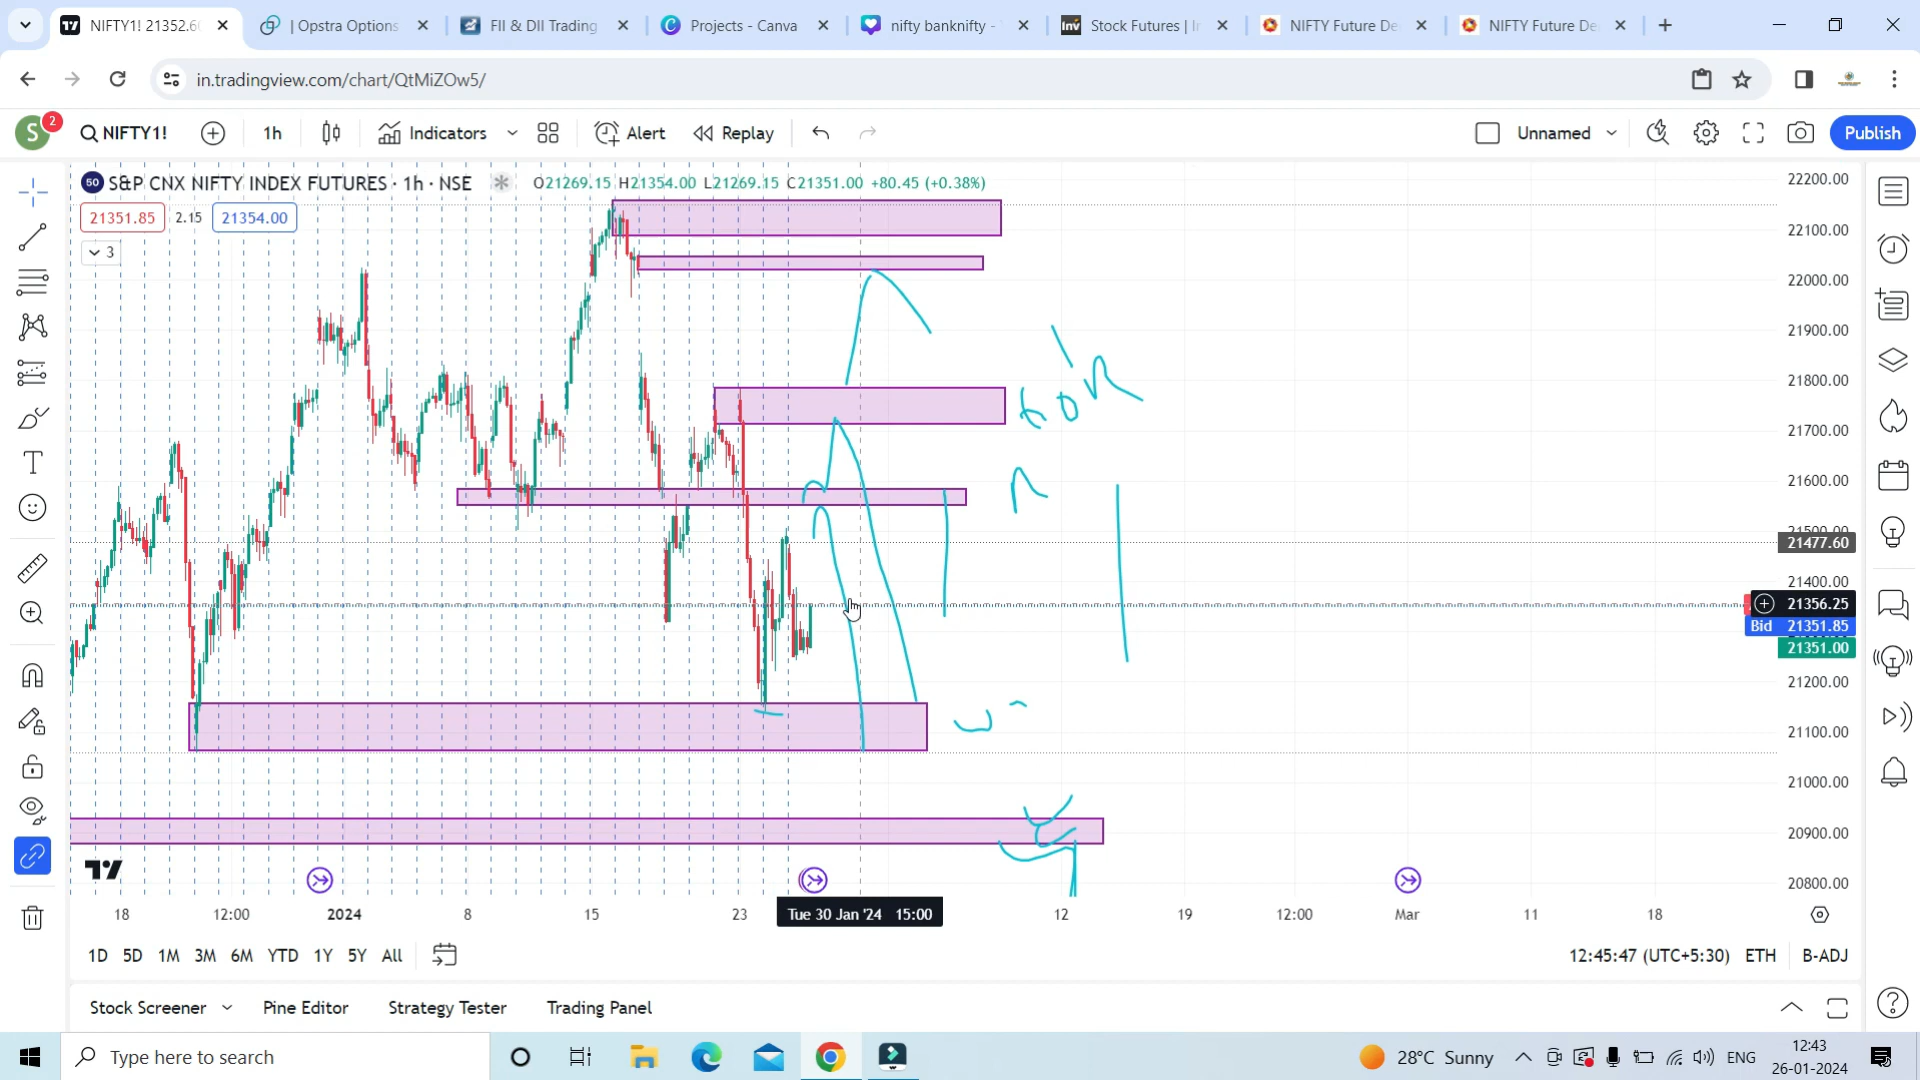 NIFTY1! 21352.60
| Opstra Options
FII & DII Trading
Projects - Canva
nifty banknifty -
Stock Futures | In
NIFTY Future De
NIFTY Future De
in.tradingview.com/chart/QtMiZOw5/
S
2
NIFTY1!
1h
Indicators
Alert
Replay
Unnamed
Publish
50
S&P CNX NIFTY INDEX FUTURES · 1h · NSE
O21269.15 H21354.00 L21269.15 C21351.00 +80.45 (+0.38%)
21351.85
2.15
21354.00
3
22200.00
22100.00
22000.00
21900.00
21800.00
21700.00
21600.00
21500.00
21477.60
21400.00
21356.25
Bid 21351.85
21351.00
21200.00
21100.00
21000.00
20900.00
20800.00
18
12:00
2024
8
15
23
Tue 30 Jan '24 15:00
12
19
12:00
Mar
11
18
1D 5D 1M 3M 6M YTD 1Y 5Y All
12:45:47 (UTC+5:30)
ETH
B-ADJ
Stock Screener
Pine Editor
Strategy Tester
Trading Panel
Type here to search
28°C Sunny
ENG
12:43
26-01-2024